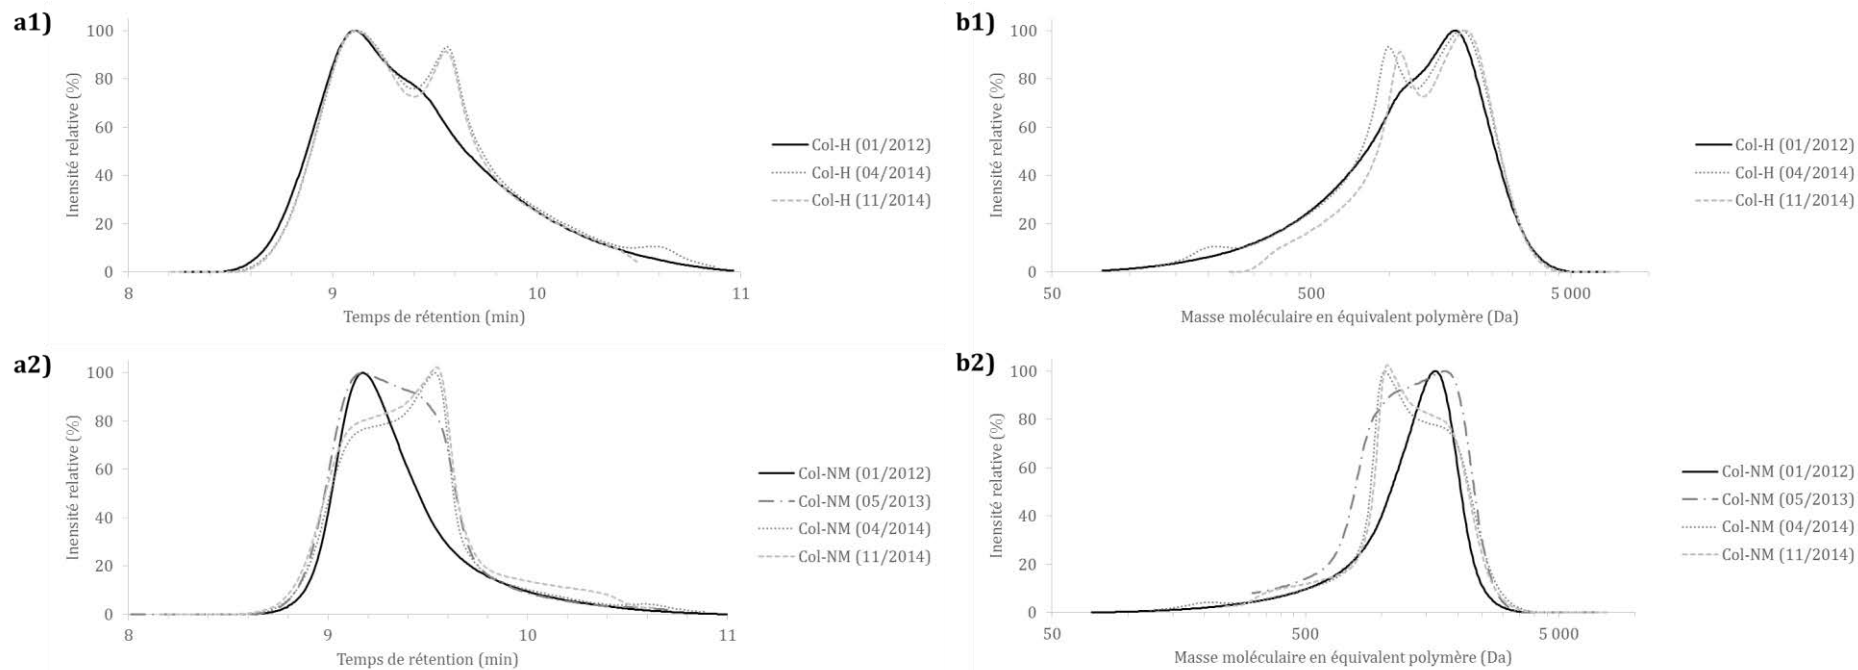 a1)
Inensité relative (%)
100
80
60
40
20
0
8
9
10
11
Temps de rétention (min)
Col-H (01/2012)
Col-H (04/2014)
Col-H (11/2014)
b1)
Inensité relative (%)
100
80
60
40
20
0
50
500
5 000
Masse moléculaire en équivalent polymère (Da)
Col-H (01/2012)
Col-H (04/2014)
Col-H (11/2014)
a2)
Inensité relative (%)
100
80
60
40
20
0
8
9
10
11
Temps de rétention (min)
Col-NM (01/2012)
Col-NM (05/2013)
Col-NM (04/2014)
Col-NM (11/2014)
b2)
Inensité relative (%)
100
80
60
40
20
0
50
500
5 000
Masse moléculaire en équivalent polymère (Da)
Col-NM (01/2012)
Col-NM (05/2013)
Col-NM (04/2014)
Col-NM (11/2014)